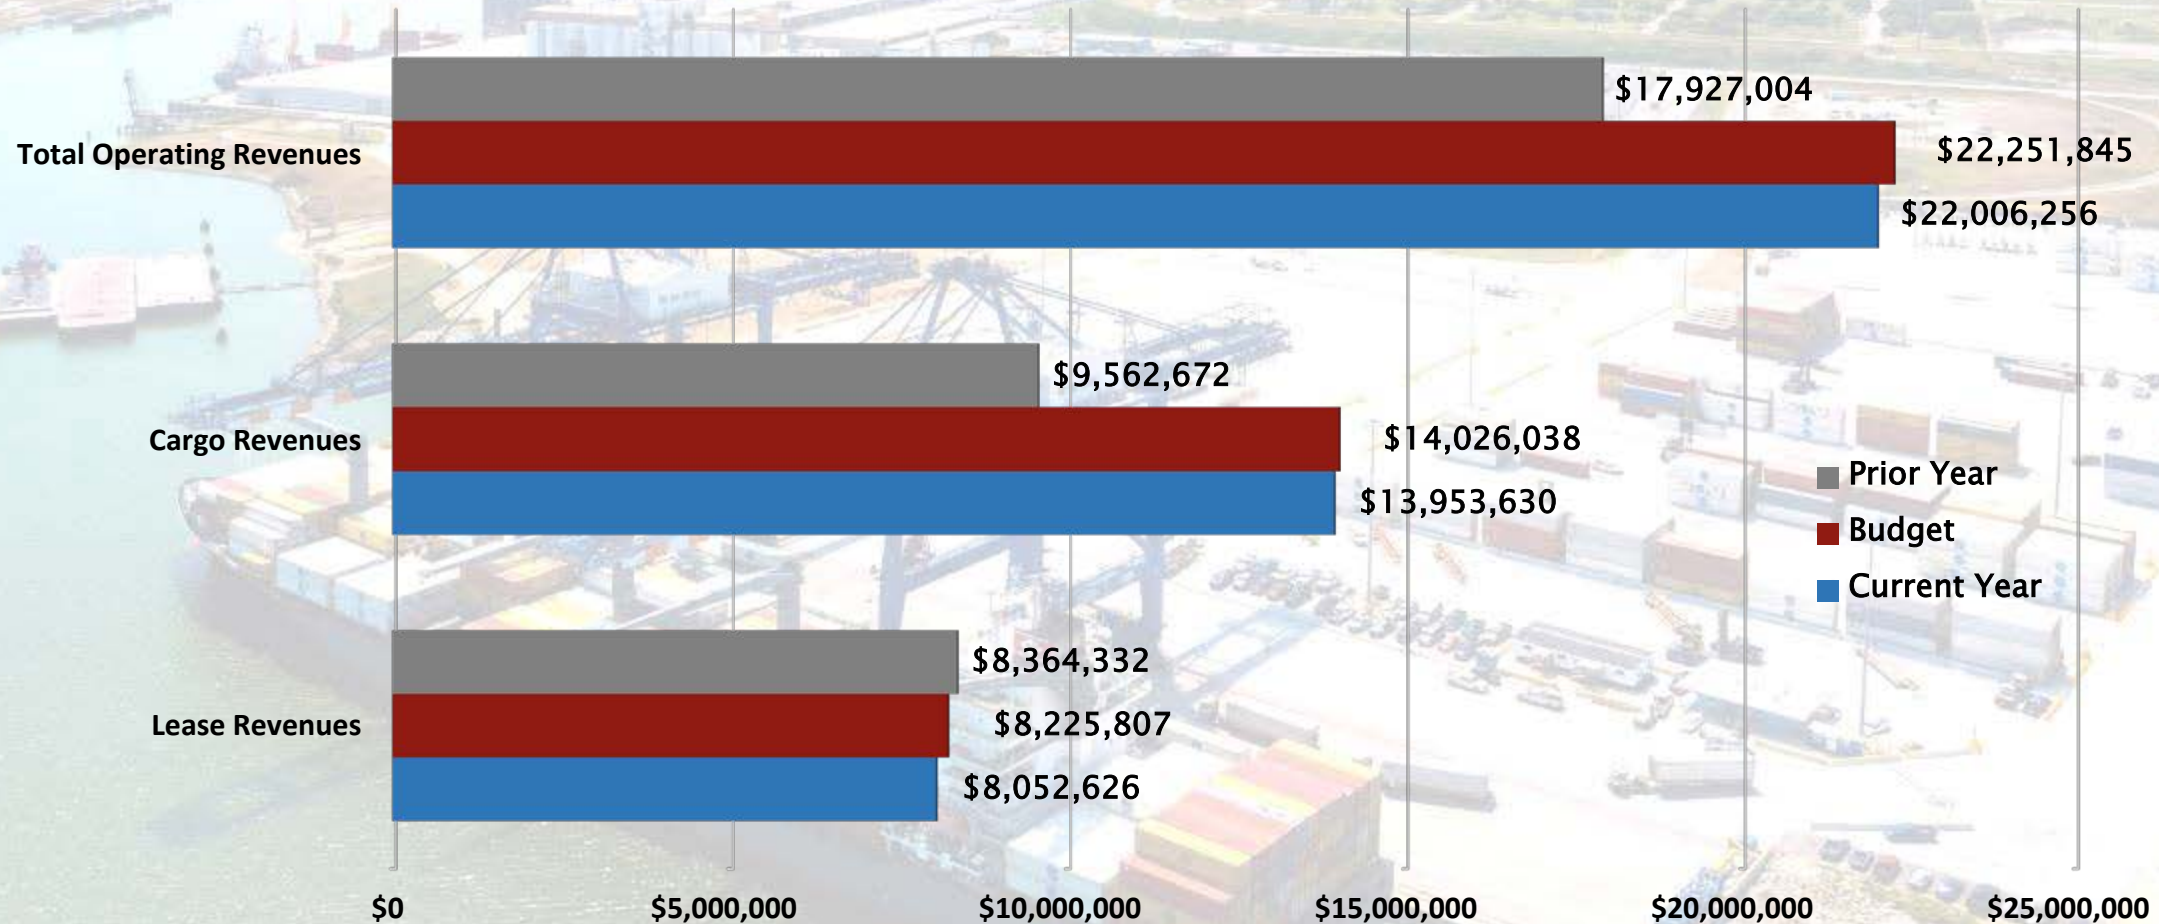 $17,927,004
Total Operating Revenues
$22,251,845
$22,006,256
$9,562,672
Cargo Revenues
$14,026,038
$13,953,630
Prior Year
Budget
Current Year
$8,364,332
Lease Revenues
$8,225,807
$8,052,626
$0 $5,000,000 $10,000,000 $15,000,000 $20,000,000 $25,000,000